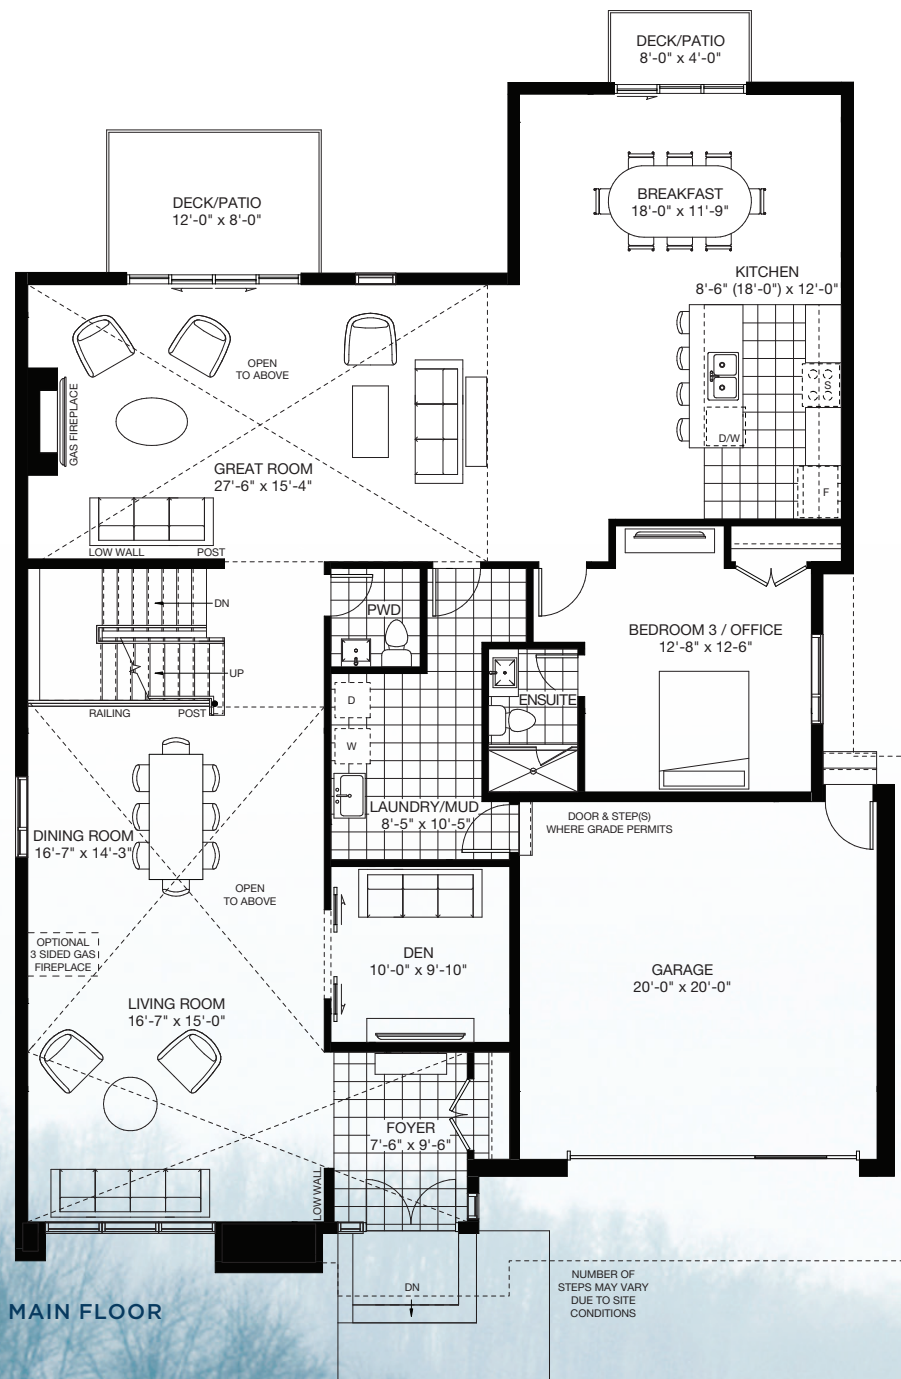 DECK/PATIO
8'-0" x 4'-0"
DECK/PATIO
12'-0" x 8'-0"
BREAKFAST
18'-0" x 11'-9"
KITCHEN
8'-6" (18'-0") x 12'-0"
OPEN
TO ABOVE
GAS FIREPLACE
S
D/W
F
GREAT ROOM
27'-6" x 15'-4"
LOW WALL
POST
DN
UP
RAILING
POST
PWD
BEDROOM 3 / OFFICE
12'-8" x 12-6"
ENSUITE
D
W
LAUNDRY/MUD
8'-5" x 10'-5"
DOOR & STEP(S)
WHERE GRADE PERMITS
DINING ROOM
16'-7" x 14'-3"
OPEN
TO ABOVE
OPTIONAL
3 SIDED GAS
FIREPLACE
DEN
10'-0" x 9'-10"
GARAGE
20'-0" x 20'-0"
LIVING ROOM
16'-7" x 15'-0"
FOYER
7'-6" x 9'-6"
LOW WALL
DN
NUMBER OF
STEPS MAY VARY
DUE TO SITE
CONDITIONS
MAIN FLOOR